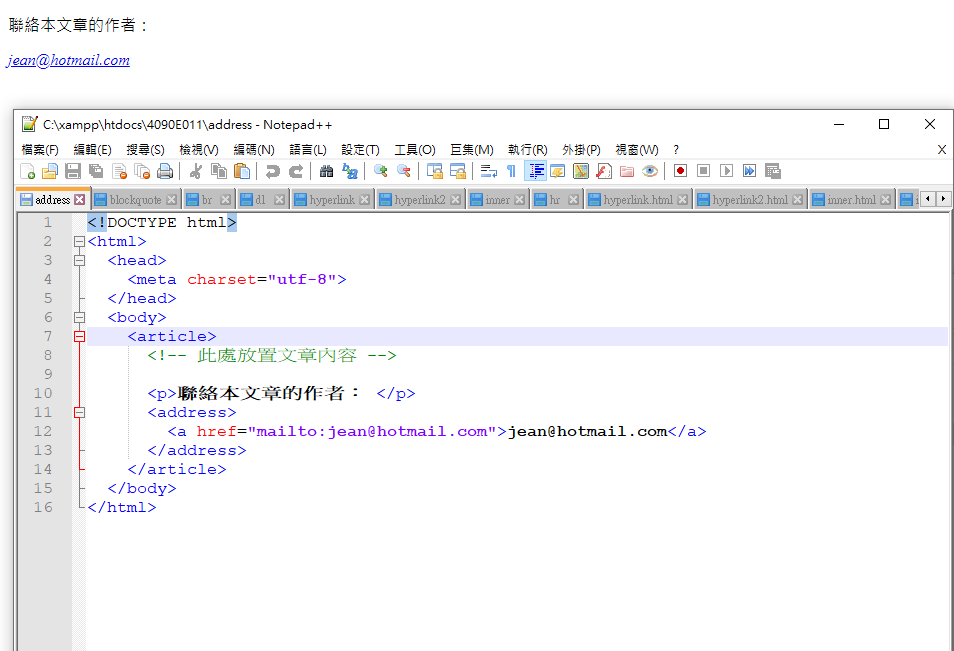 聯絡本文章的作者：
jean@hotmail.com
C:\xampp\htdocs\4090E011\address - Notepad++
檔案(F) 編輯(E) 搜尋(S) 檢視(V) 編碼(N) 語言(L) 設定(T) 工具(O) 巨集(M) 執行(R) 外掛(P) 視窗(W) ? X
address blockquote br dl hyperlink hyperlink2 inner hr hyperlink.html hyperlink2.html inner.html
1 <!DOCTYPE html>
2 <html>
3 <head>
4 <meta charset="utf-8">
5 </head>
6 <body>
7 <article>
8 <!-- 此處放置文章內容 -->
9
10 <p>聯絡本文章的作者： </p>
11 <address>
12 <a href="mailto:jean@hotmail.com">jean@hotmail.com</a>
13 </address>
14 </article>
15 </body>
16 </html>